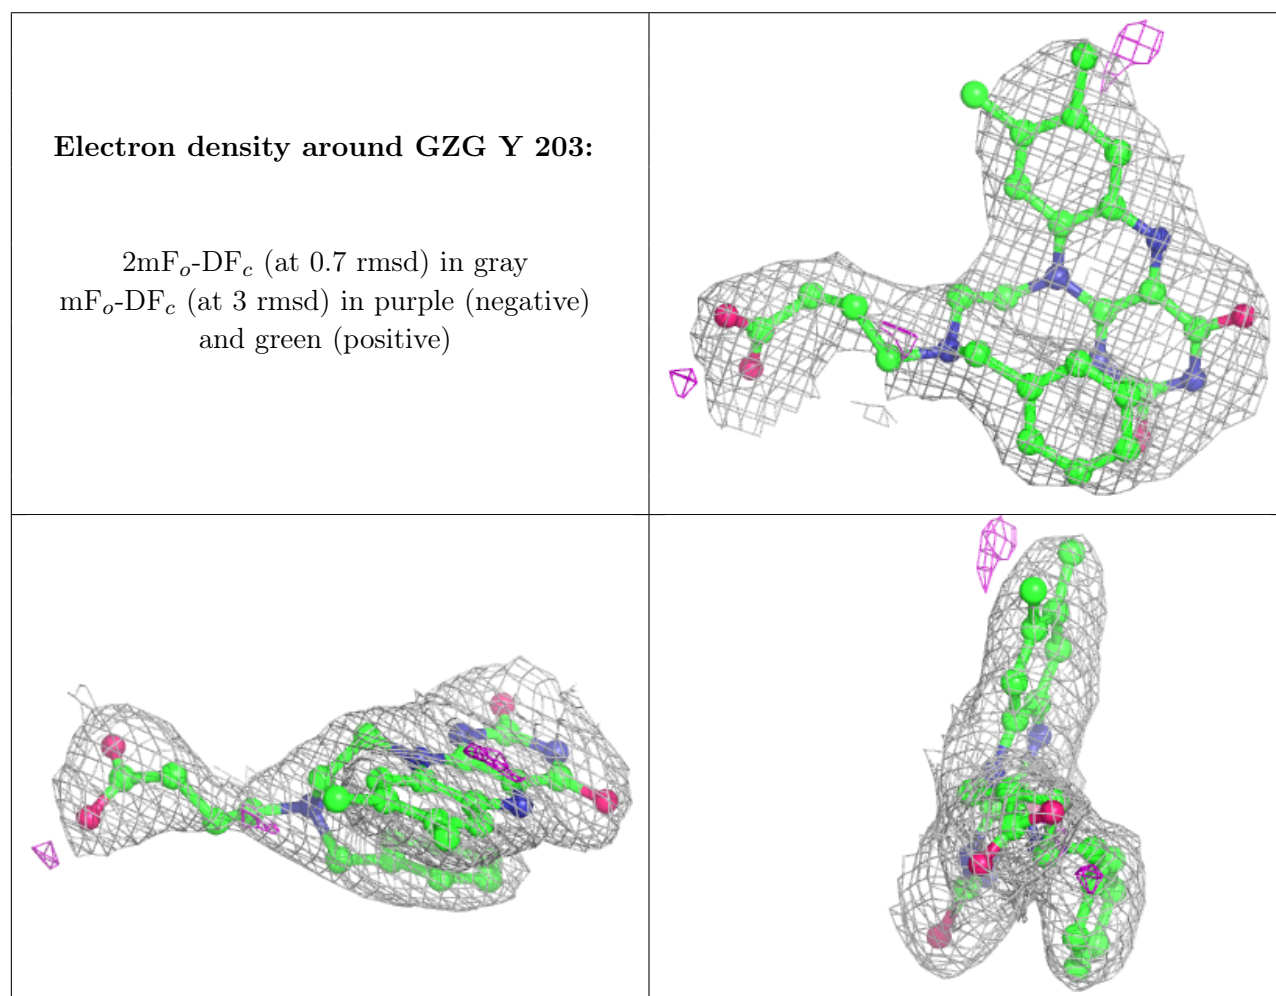 Electron density around GZG Y 203:
2mFₒ-DF𝒸 (at 0.7 rmsd) in gray
mFₒ-DF𝒸 (at 3 rmsd) in purple (negative)
and green (positive)